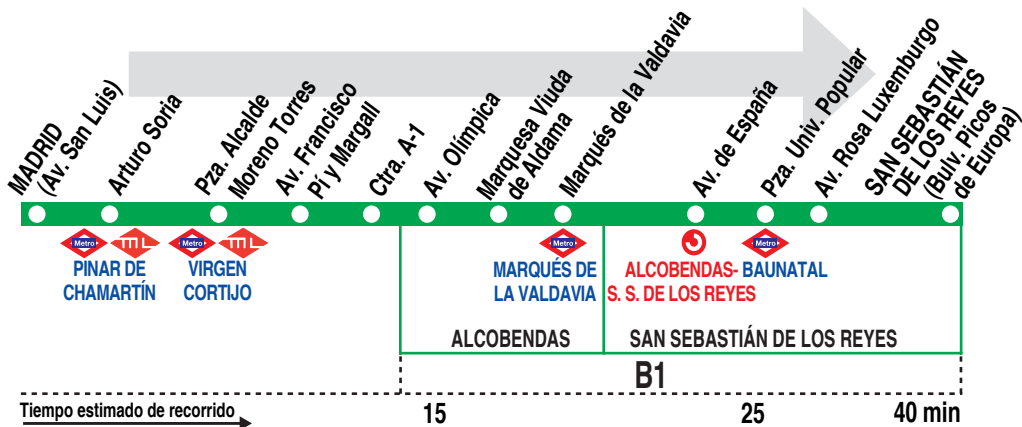 MADRID
(Av. San Luis)
Arturo Soria
Pza. Alcalde
Moreno Torres
Av. Francisco
Pí y Margall
Ctra. A-1
Av. Olímpica
Marquesa Viuda
de Aldama
Marqués de la Valdavia
Av. de España
Pza. Univ. Popular
Av. Rosa Luxemburgo
SAN SEBASTIÁN
DE LOS REYES
(Bulv. Picos
de Europa)
Metro
ML
PINAR DE
CHAMARTÍN
Metro
ML
VIRGEN
CORTIJO
Metro
MARQUÉS DE
LA VALDAVIA
ALCOBENDAS-
S. S. DE LOS REYES
Metro
BAUNATAL
ALCOBENDAS
SAN SEBASTIÁN DE LOS REYES
B1
Tiempo estimado de recorrido
15
25
40 min